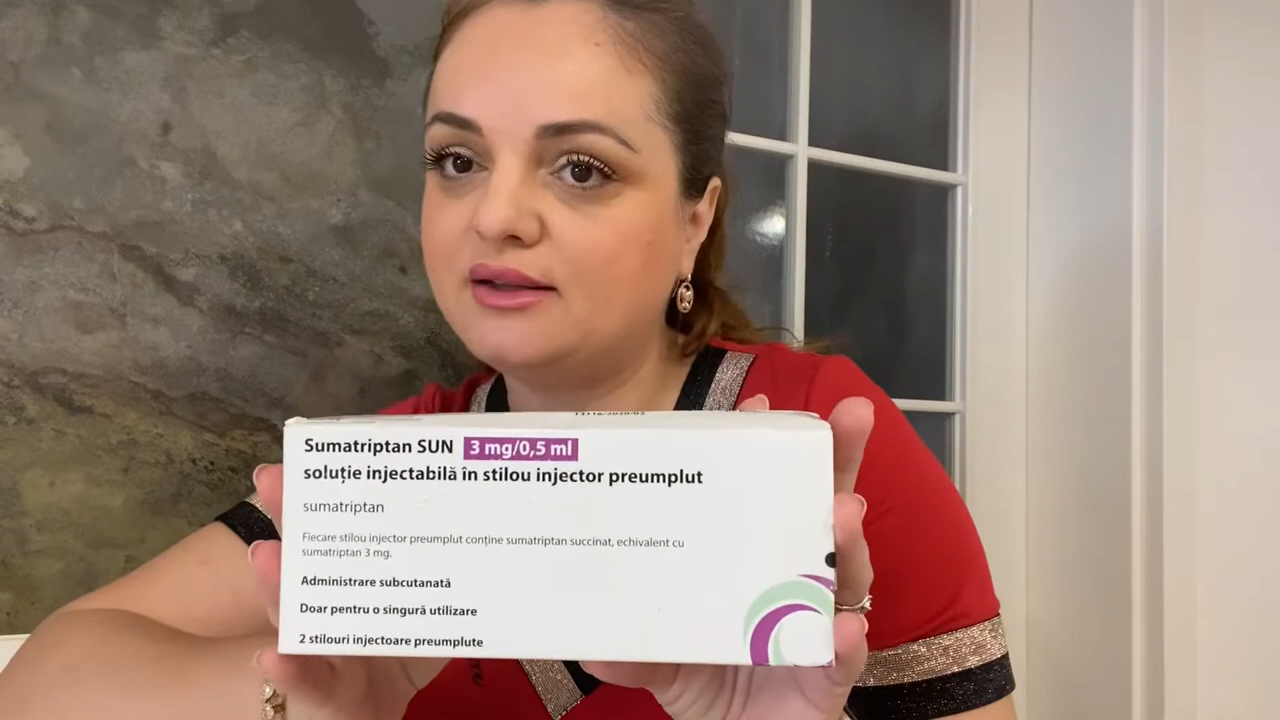 Sumatriptan SUN 3 mg/0,5 ml
soluție injectabilă în stilou injector preumplut
sumatriptan
Fiecare stilou injector preumplut conține sumatriptan succinat, echivalent cu
sumatriptan 3 mg.
Administrare subcutanată
Doar pentru o singură utilizare
2 stilouri injectoare preumplute